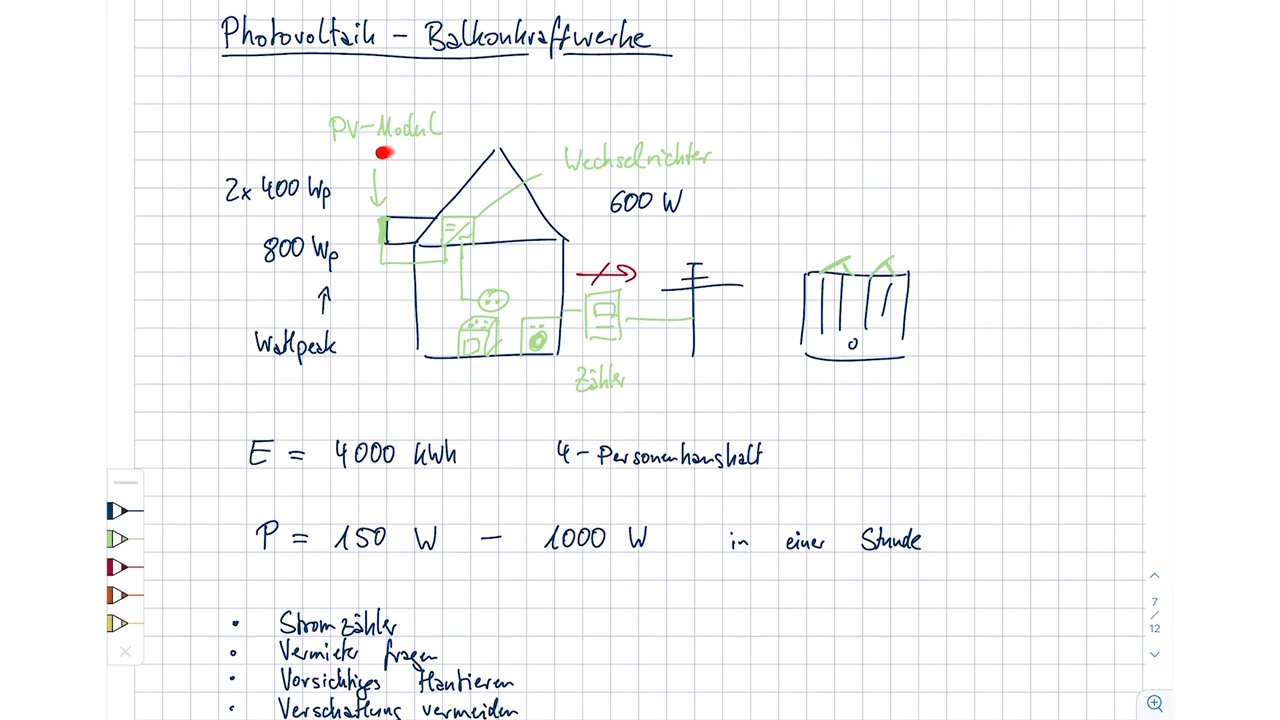 Photovoltaik – Balkonkraftwerke
PV-Modul
Wechselrichter
2x 400 Wp
600 W
800 Wp
Wattpeak
Zähler
E = 4000 kWh 4-Personenhaushalt
P = 150 W – 1000 W in einer Stunde
• Stromzähler
• Vermieter fragen
• Vorsichtiges Hantieren
• Verschattung vermeiden
7
/
12